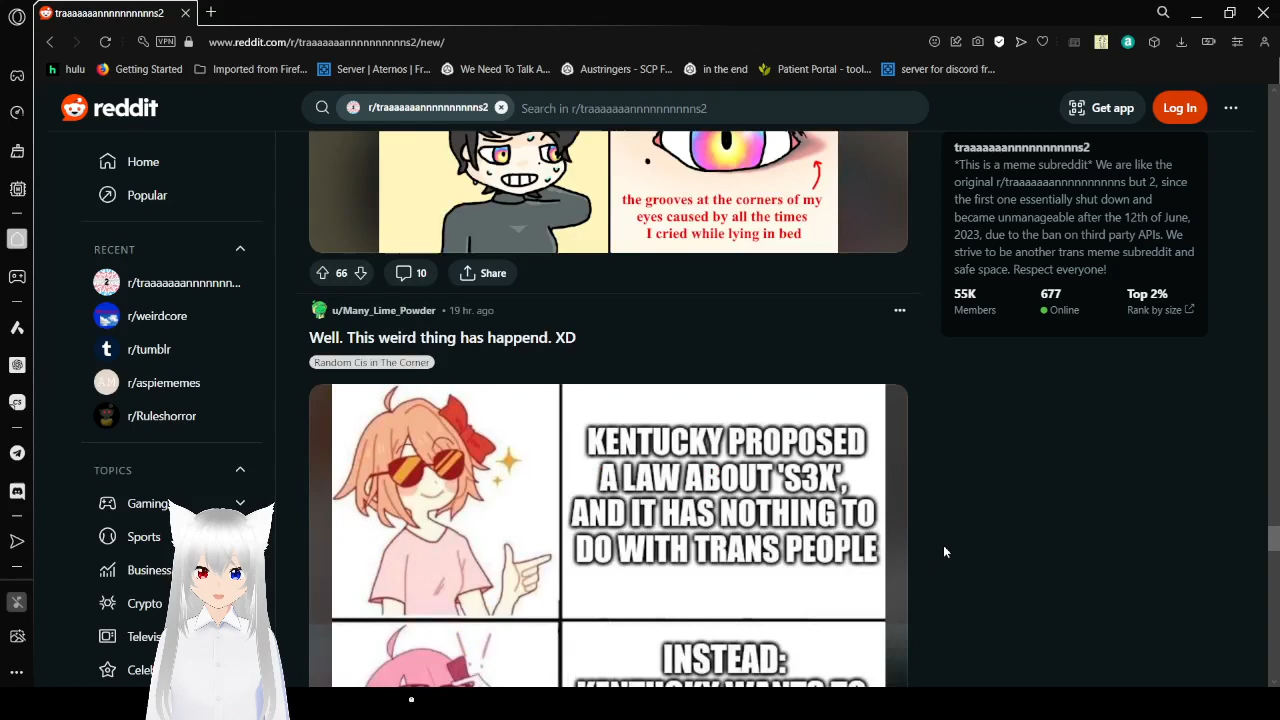 traaaaaaannnnnnnnns2
VPN
www.reddit.com/r/traaaaaaannnnnnnnnns2/new/
hulu
Getting Started
Imported from Firef...
Server | Aternos | Fr...
We Need To Talk A...
Austringers - SCP F...
in the end
Patient Portal - tool...
server for discord fr...
reddit
r/traaaaaaannnnnnnnnns2
Search in r/traaaaaaannnnnnnnnns2
Get app
Log In
Home
Popular
RECENT
r/traaaaaaannnnnnn...
r/weirdcore
r/tumblr
r/aspiememes
r/Ruleshorror
TOPICS
Gaming
Sports
Business
Crypto
Televis
Celeb
the grooves at the corners of my
eyes caused by all the times
I cried while lying in bed
66
10
Share
u/Many_Lime_Powder • 19 hr. ago
Well. This weird thing has happend. XD
Random Cis in The Corner
KENTUCKY PROPOSED
A LAW ABOUT 'S3X',
AND IT HAS NOTHING TO
DO WITH TRANS PEOPLE
INSTEAD:
KENTUCKY WANTS TO
traaaaaaannnnnnnnnns2
*This is a meme subreddit* We are like the
original r/traaaaaaannnnnnnnnns but 2, since
the first one essentially shut down and
became unmanageable after the 12th of June,
2023, due to the ban on third party APIs. We
strive to be another trans meme subreddit and
safe space. Respect everyone!
55K
Members
677
Online
Top 2%
Rank by size